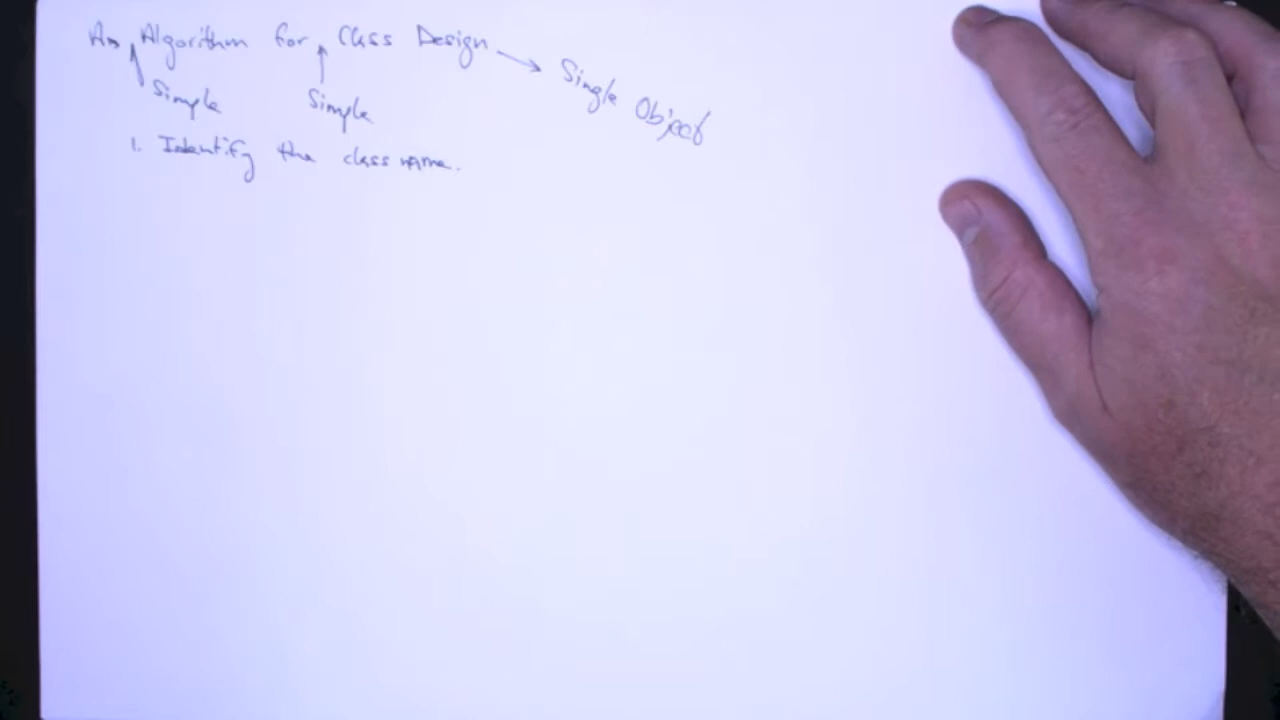 An Algorithm for Class Design → Single Object
Simple Simple
1. Identify the class name.